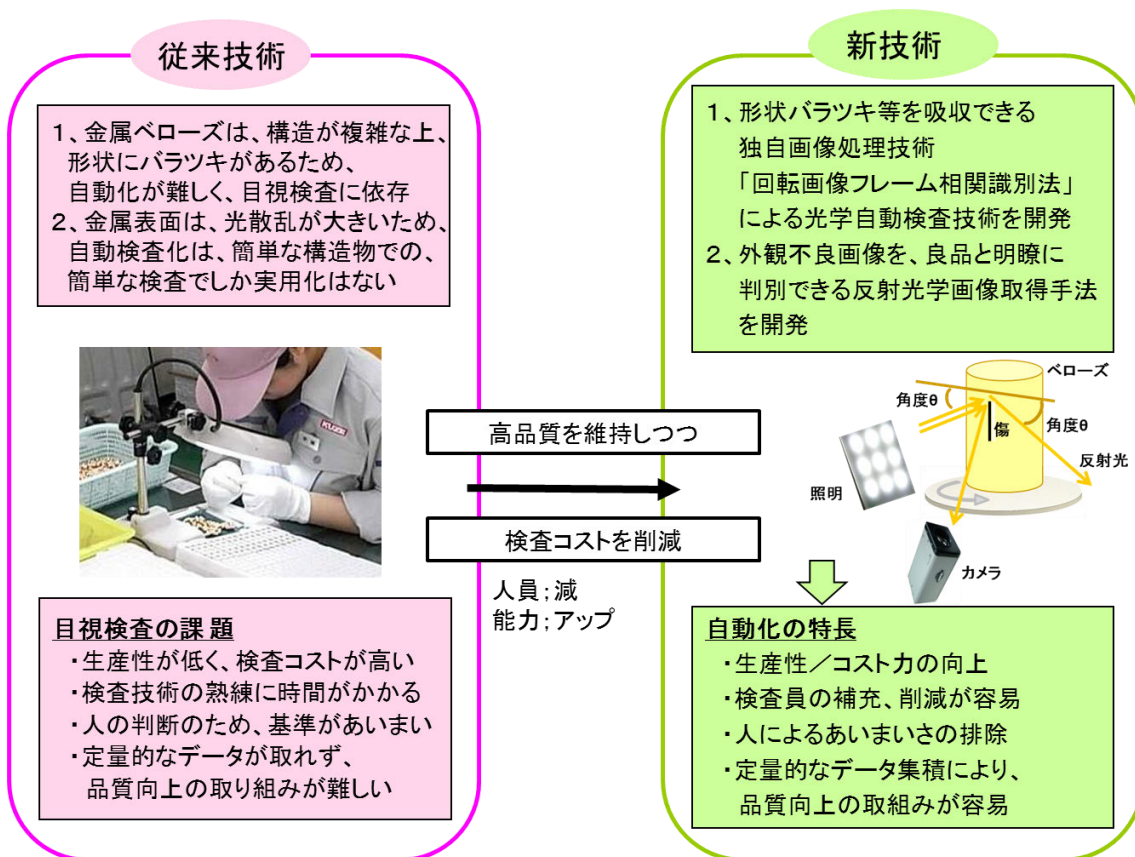 従来技術
1、金属ベローズは、構造が複雑な上、
形状にバラツキがあるため、
自動化が難しく、目視検査に依存
2、金属表面は、光散乱が大きいため、
自動検査化は、簡単な構造物での、
簡単な検査でしか実用化はない
目視検査の課題
・生産性が低く、検査コストが高い
・検査技術の熟練に時間がかかる
・人の判断のため、基準があいまい
・定量的なデータが取れず、
品質向上の取り組みが難しい
高品質を維持しつつ
検査コストを削減
人員;減
能力;アップ
新技術
1、形状バラツキ等を吸収できる
独自画像処理技術
「回転画像フレーム相関識別法」
による光学自動検査技術を開発
2、外観不良画像を、良品と明瞭に
判別できる反射光学画像取得手法
を開発
ベローズ
角度θ
角度θ
傷
反射光
照明
カメラ
自動化の特長
・生産性/コスト力の向上
・検査員の補充、削減が容易
・人によるあいまいさの排除
・定量的なデータ集積により、
品質向上の取組みが容易